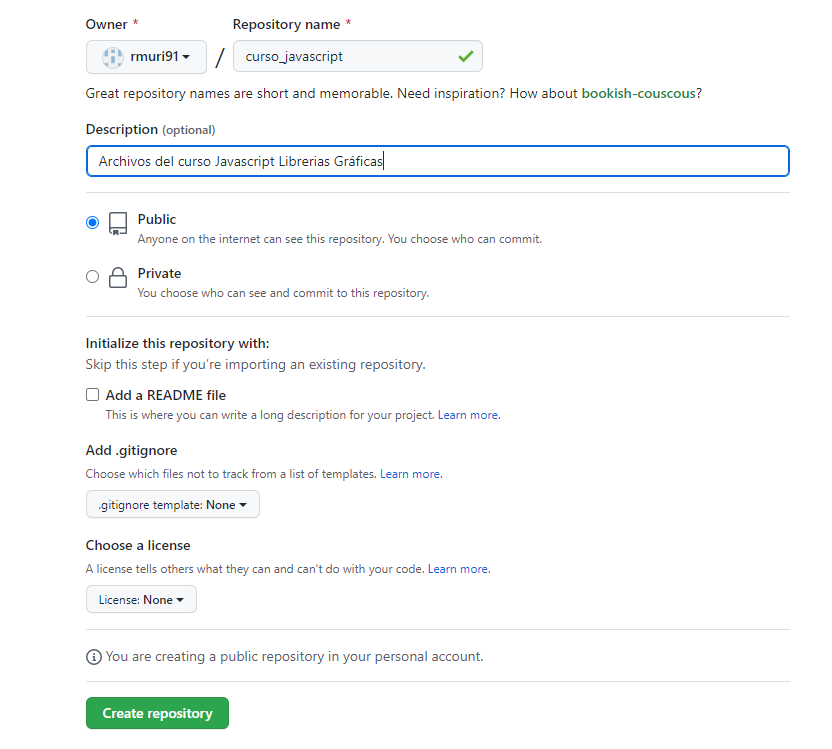 Owner *
Repository name *
rmuri91 / curso_javascript
Great repository names are short and memorable. Need inspiration? How about bookish-couscous?
Description (optional)
Archivos del curso Javascript Librerias Gráficas
Public
Anyone on the internet can see this repository. You choose who can commit.
Private
You choose who can see and commit to this repository.
Initialize this repository with:
Skip this step if you're importing an existing repository.
Add a README file
This is where you can write a long description for your project. Learn more.
Add .gitignore
Choose which files not to track from a list of templates. Learn more.
.gitignore template: None
Choose a license
A license tells others what they can and can't do with your code. Learn more.
License: None
You are creating a public repository in your personal account.
Create repository